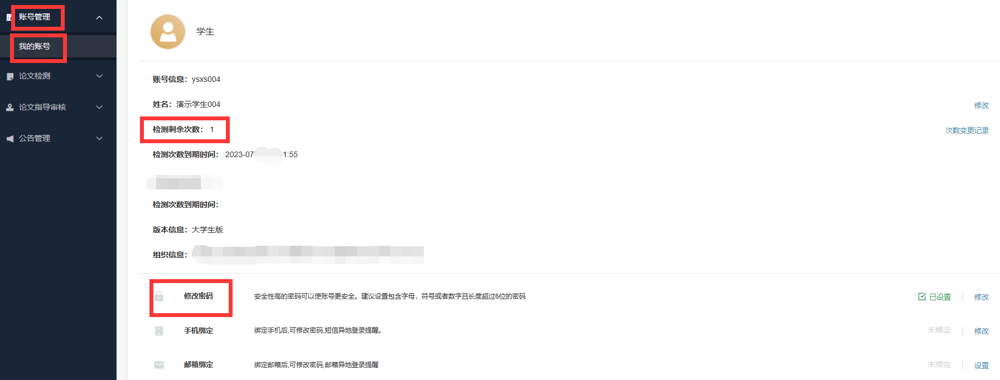 账号管理
我的账号
论文检测
论文指导审核
公告管理
学生
账号信息：ysxs004
姓名：演示学生004 修改
检测剩余次数： 1 次数变更记录
检测次数到期时间： 2023-07 1:55
检测次数到期时间：
版本信息：大学生版
组织信息：
修改密码 安全性高的密码可以使账号更安全。建议设置包含字母，符号或者数字且长度超过6位的密码 已设置 | 修改
手机绑定 绑定手机后,可修改密码,短信异地登录提醒。 未绑定 | 修改
邮箱绑定 绑定邮箱后,可修改密码,邮箱异地登录提醒 未绑定 | 设置